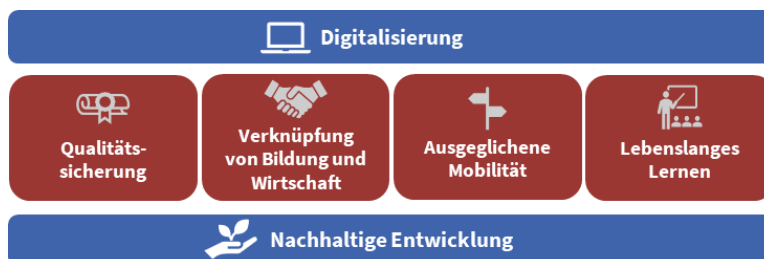 Digitalisierung
Qualitäts-
sicherung
Verknüpfung
von Bildung und
Wirtschaft
Ausgeglichene
Mobilität
Lebenslanges
Lernen
Nachhaltige Entwicklung